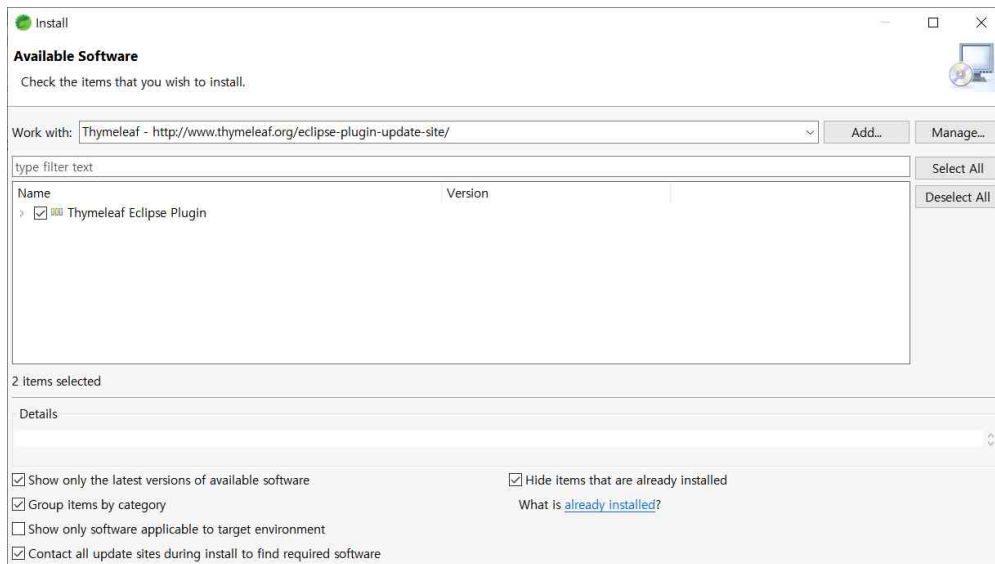 Install
Available Software
Check the items that you wish to install.
Work with: Thymeleaf - http://www.thymeleaf.org/eclipse-plugin-update-site/ Add... Manage...
type filter text
Select All
Name Version
Deselect All
Thymeleaf Eclipse Plugin
2 items selected
Details
Show only the latest versions of available software Hide items that are already installed
Group items by category What is already installed?
Show only software applicable to target environment
Contact all update sites during install to find required software